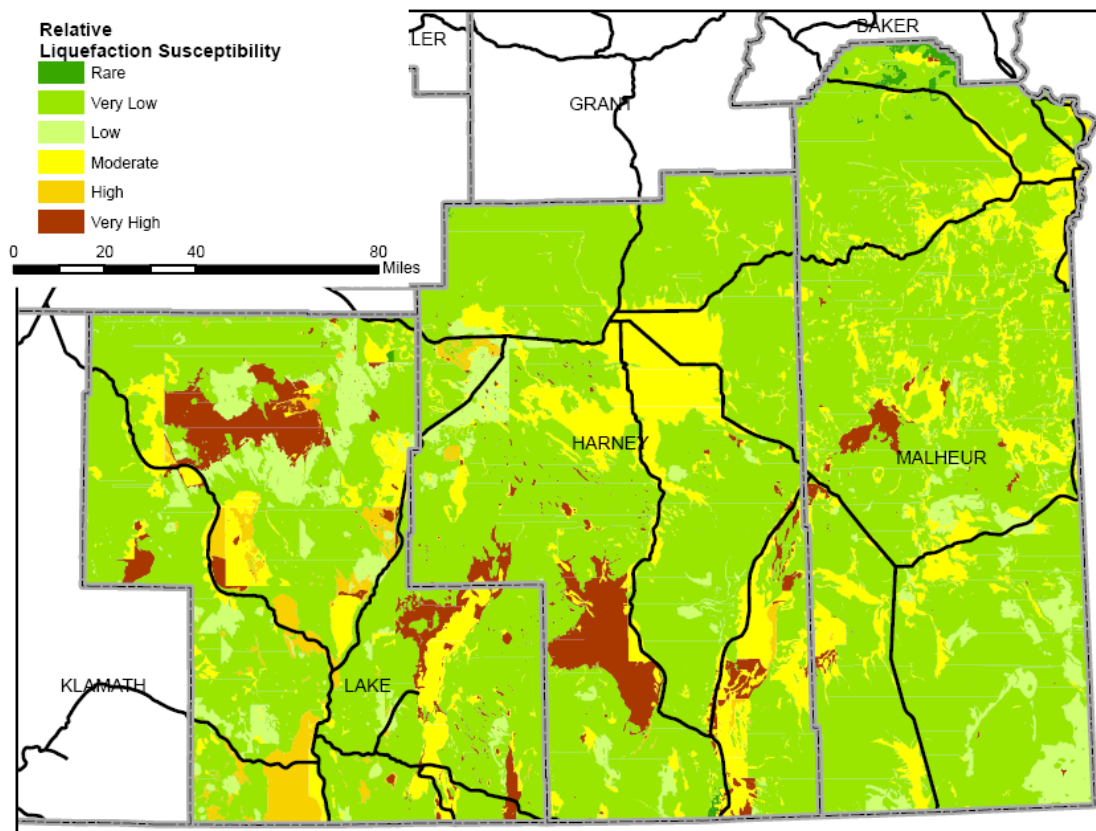 Relative
Liquefaction Susceptibility
Rare
Very Low
Low
Moderate
High
Very High
0 20 40 80
Miles
LER
BAKER
GRANT
HARNEY
MALHEUR
KLAMATH
LAKE